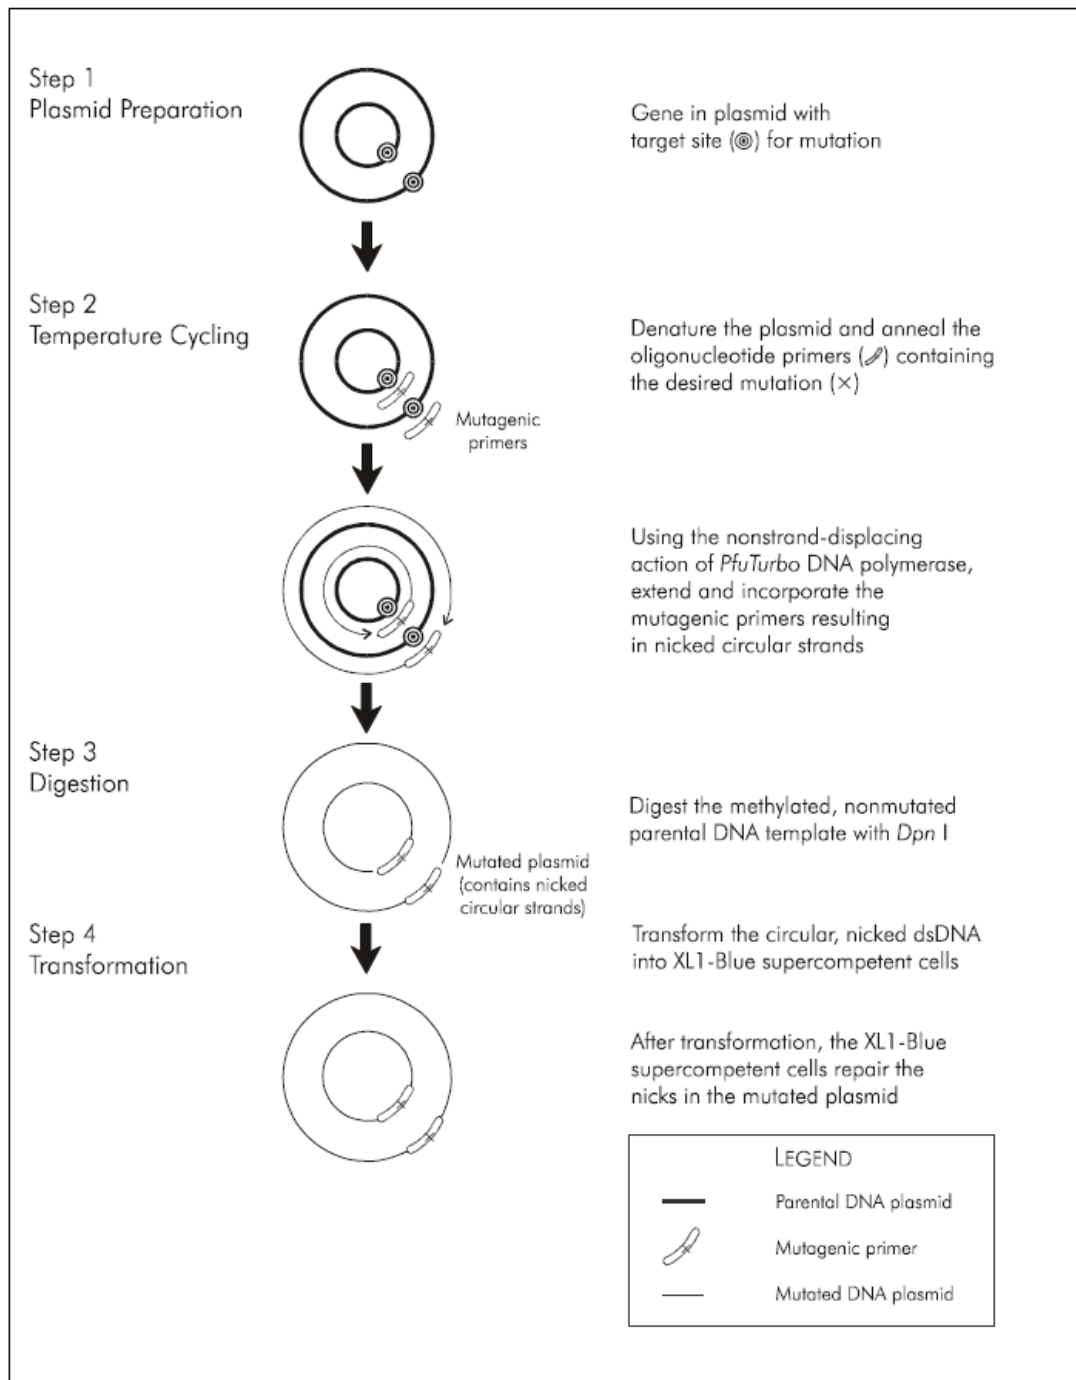 Step 1
Plasmid Preparation
Gene in plasmid with
target site (◎) for mutation
Step 2
Temperature Cycling
Mutagenic
primers
Denature the plasmid and anneal the
oligonucleotide primers () containing
the desired mutation (×)
Using the nonstrand-displacing
action of PfuTurbo DNA polymerase,
extend and incorporate the
mutagenic primers resulting
in nicked circular strands
Step 3
Digestion
Mutated plasmid
(contains nicked
circular strands)
Digest the methylated, nonmutated
parental DNA template with Dpn I
Step 4
Transformation
Transform the circular, nicked dsDNA
into XL1-Blue supercompetent cells
After transformation, the XL1-Blue
supercompetent cells repair the
nicks in the mutated plasmid
LEGEND
Parental DNA plasmid
Mutagenic primer
Mutated DNA plasmid